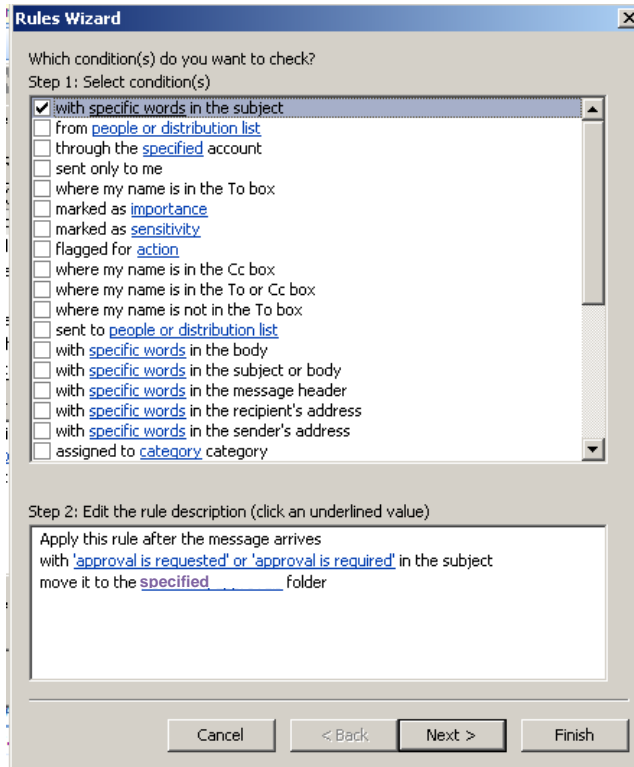 Rules Wizard
Which condition(s) do you want to check?
Step 1: Select condition(s)
with specific words in the subject
from people or distribution list
through the specified account
sent only to me
where my name is in the To box
marked as importance
marked as sensitivity
flagged for action
where my name is in the Cc box
where my name is in the To or Cc box
where my name is not in the To box
sent to people or distribution list
with specific words in the body
with specific words in the subject or body
with specific words in the message header
with specific words in the recipient's address
with specific words in the sender's address
assigned to category category
Step 2: Edit the rule description (click an underlined value)
Apply this rule after the message arrives
with 'approval is requested' or 'approval is required' in the subject
move it to the specified folder
Cancel < Back Next > Finish